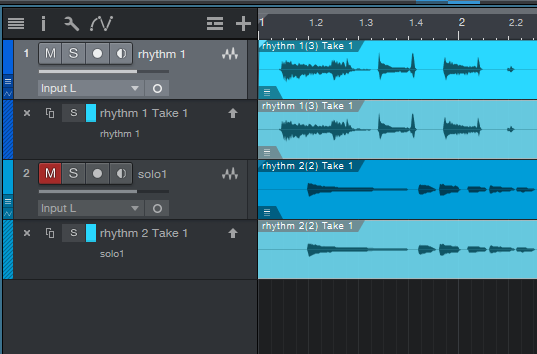 1 1.2 1.3 1.4 2 2.2
1 M S rhythm 1
Input L
rhythm 1(3) Take 1
× S rhythm 1 Take 1
rhythm 1
rhythm 1(3) Take 1
2 M S solo1
Input L
rhythm 2(2) Take 1
× S rhythm 2 Take 1
solo1
rhythm 2(2) Take 1